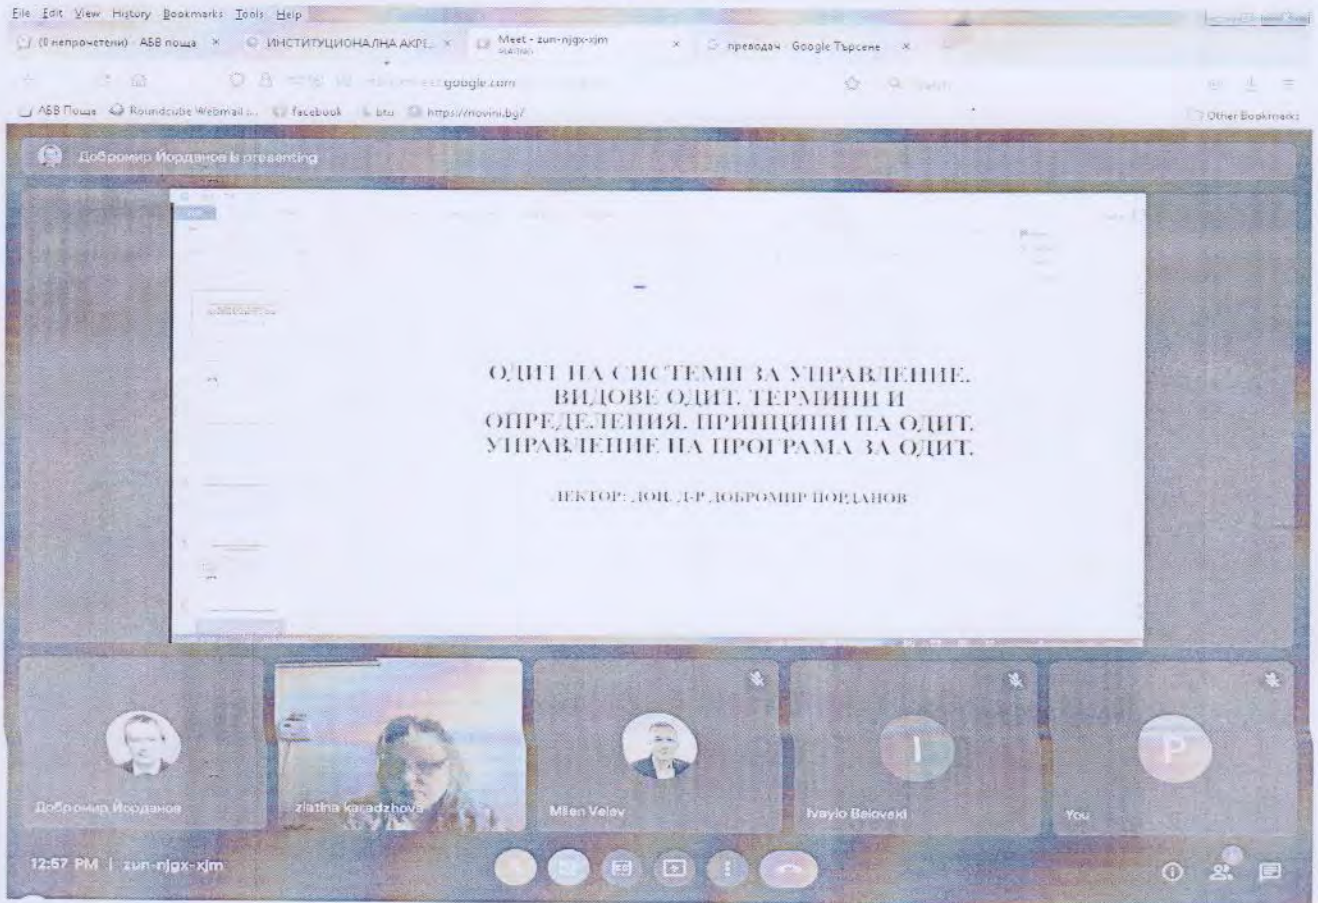 File Edit View History Bookmarks Tools Help
(0 непрочетени) - АБВ поща ×
ИНСТИТУЦИОНАЛНА АКРЕ... ×
Meet - zun-njgx-xjm ×
преводач - Google Търсене ×
google.com
АБВ Поща Roundcube Webmail :... facebook btu https://novini.bg/
Other Bookmarks
Добромир Йорданов is presenting
ОДИТ НА СИСТЕМИ ЗА УПРАВЛЕНИЕ.
ВИДОВЕ ОДИТ. ТЕРМИНИ И
ОПРЕДЕЛЕНИЯ. ПРИНЦИПИ НА ОДИТ.
УПРАВЛЕНИЕ НА ПРОГРАМА ЗА ОДИТ.
ЛЕКТОР: ДОЦ. Д-Р ДОБРОМИР ЙОРДАНОВ
I
P
Добромир Йорданов
zlatina karadzhova
Milen Velev
Ivaylo Belovski
You
12:57 PM | zun-njgx-xjm